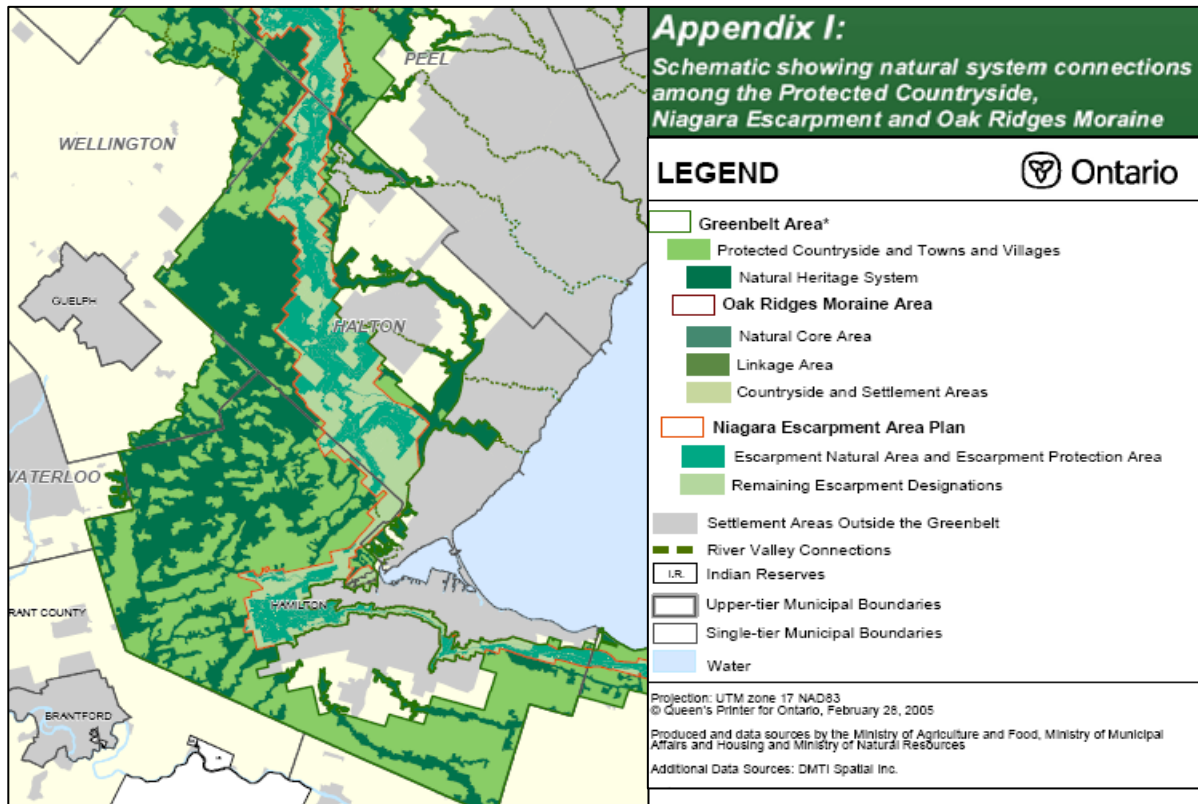 Appendix I:
Schematic showing natural system connections
among the Protected Countryside,
Niagara Escarpment and Oak Ridges Moraine
LEGEND
Ontario
Greenbelt Area*
Protected Countryside and Towns and Villages
Natural Heritage System
Oak Ridges Moraine Area
Natural Core Area
Linkage Area
Countryside and Settlement Areas
Niagara Escarpment Area Plan
Escarpment Natural Area and Escarpment Protection Area
Remaining Escarpment Designations
Settlement Areas Outside the Greenbelt
River Valley Connections
I.R. Indian Reserves
Upper-tier Municipal Boundaries
Single-tier Municipal Boundaries
Water
Projection: UTM zone 17 NAD83
© Queen's Printer for Ontario, February 28, 2005
Produced and data sources by the Ministry of Agriculture and Food, Ministry of Municipal
Affairs and Housing and Ministry of Natural Resources
Additional Data Sources: DMTI Spatial Inc.
PEEL
WELLINGTON
GUELPH
HALTON
WATERLOO
HAMILTON
RANT COUNTY
BRANTFORD